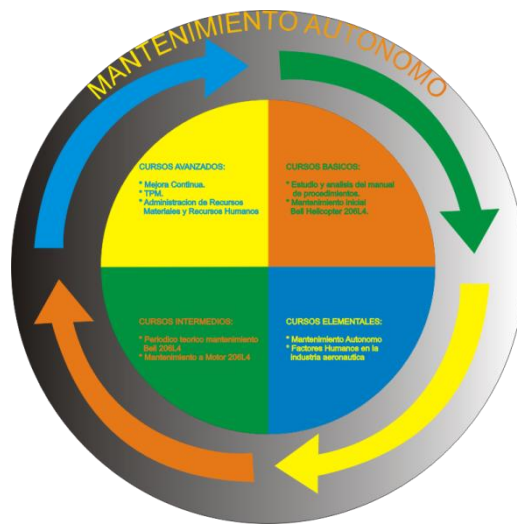 MANTENIMIENTO AUTONOMO
CURSOS AVANZADOS:
* Mejora Continua.
* TPM.
* Administracion de Recursos
Materiales y Recursos Humanos
CURSOS BASICOS:
* Estudio y analisis del manual
de procedimientos.
* Mantenimiento inicial
Bell Helicopter 206L4.
CURSOS INTERMEDIOS:
* Periodico teorico mantenimiento
Bell 206L4
* Mantenimiento a Motor 206L4
CURSOS ELEMENTALES:
* Mantenimiento Autonomo
* Factores Humanos en la
industria aeronautica